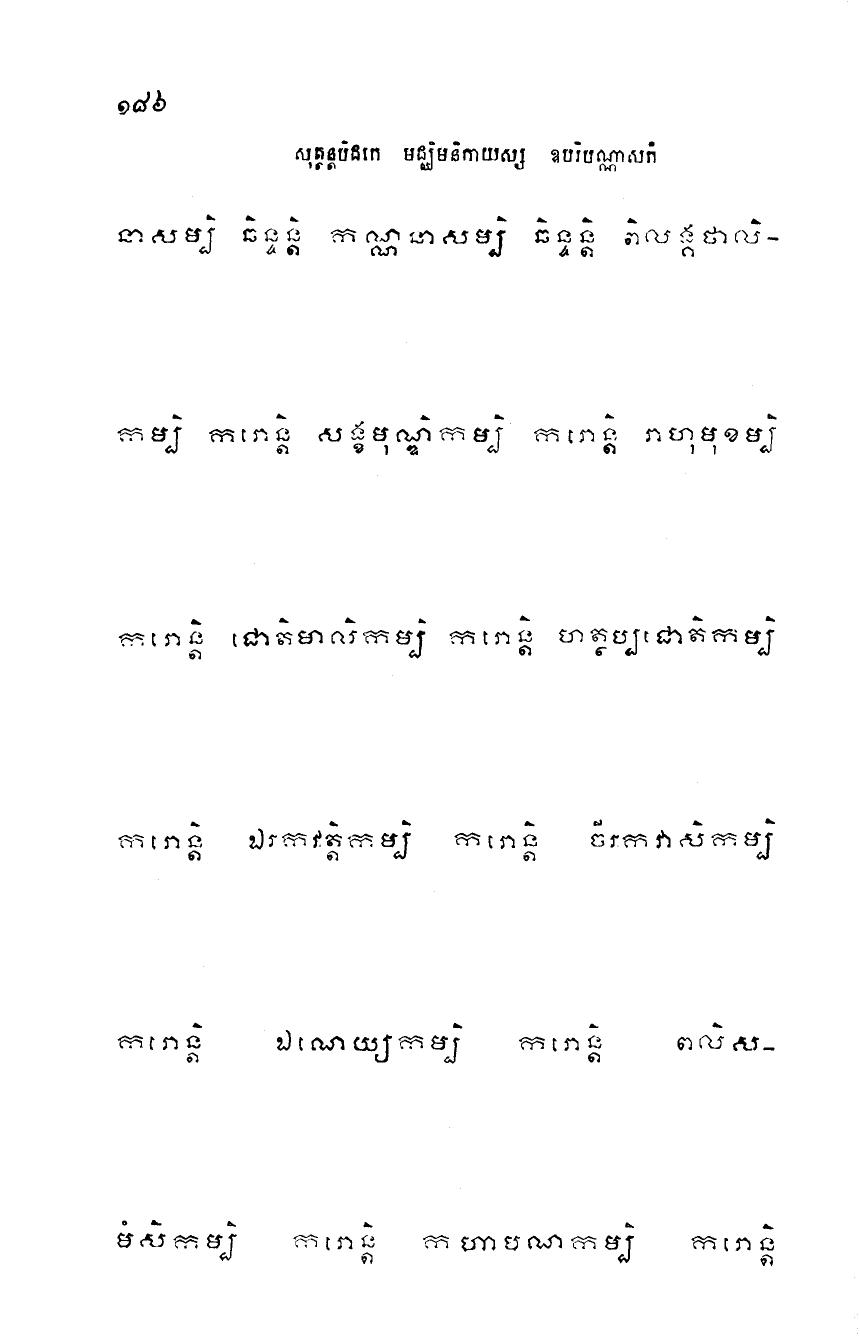 ១៨៦
សុត្តន្តបិដកេ មជ្ឈិមនិកាយស្ស ឧបរិបណ្ណាសកំ
នាសម្បិ ឆិន្ទន្តិ កណ្ណនាសម្បិ ឆិន្ទន្តិ ពិលង្គថាលិ-
កម្បិ ករោន្តិ សង្ខមុណ្ឌិកម្បិ ករោន្តិ រាហុមុខម្បិ
ករោន្តិ ជោតិមាលិកម្បិ ករោន្តិ ហត្ថប្បជោតិកម្បិ
ករោន្តិ ឯរកវត្តិកម្បិ ករោន្តិ ចីរកវាសិកម្បិ
ករោន្តិ ឯណេយ្យកម្បិ ករោន្តិ ពលិស-
មំសិកម្បិ ករោន្តិ កហាបណកម្បិ ករោន្តិ